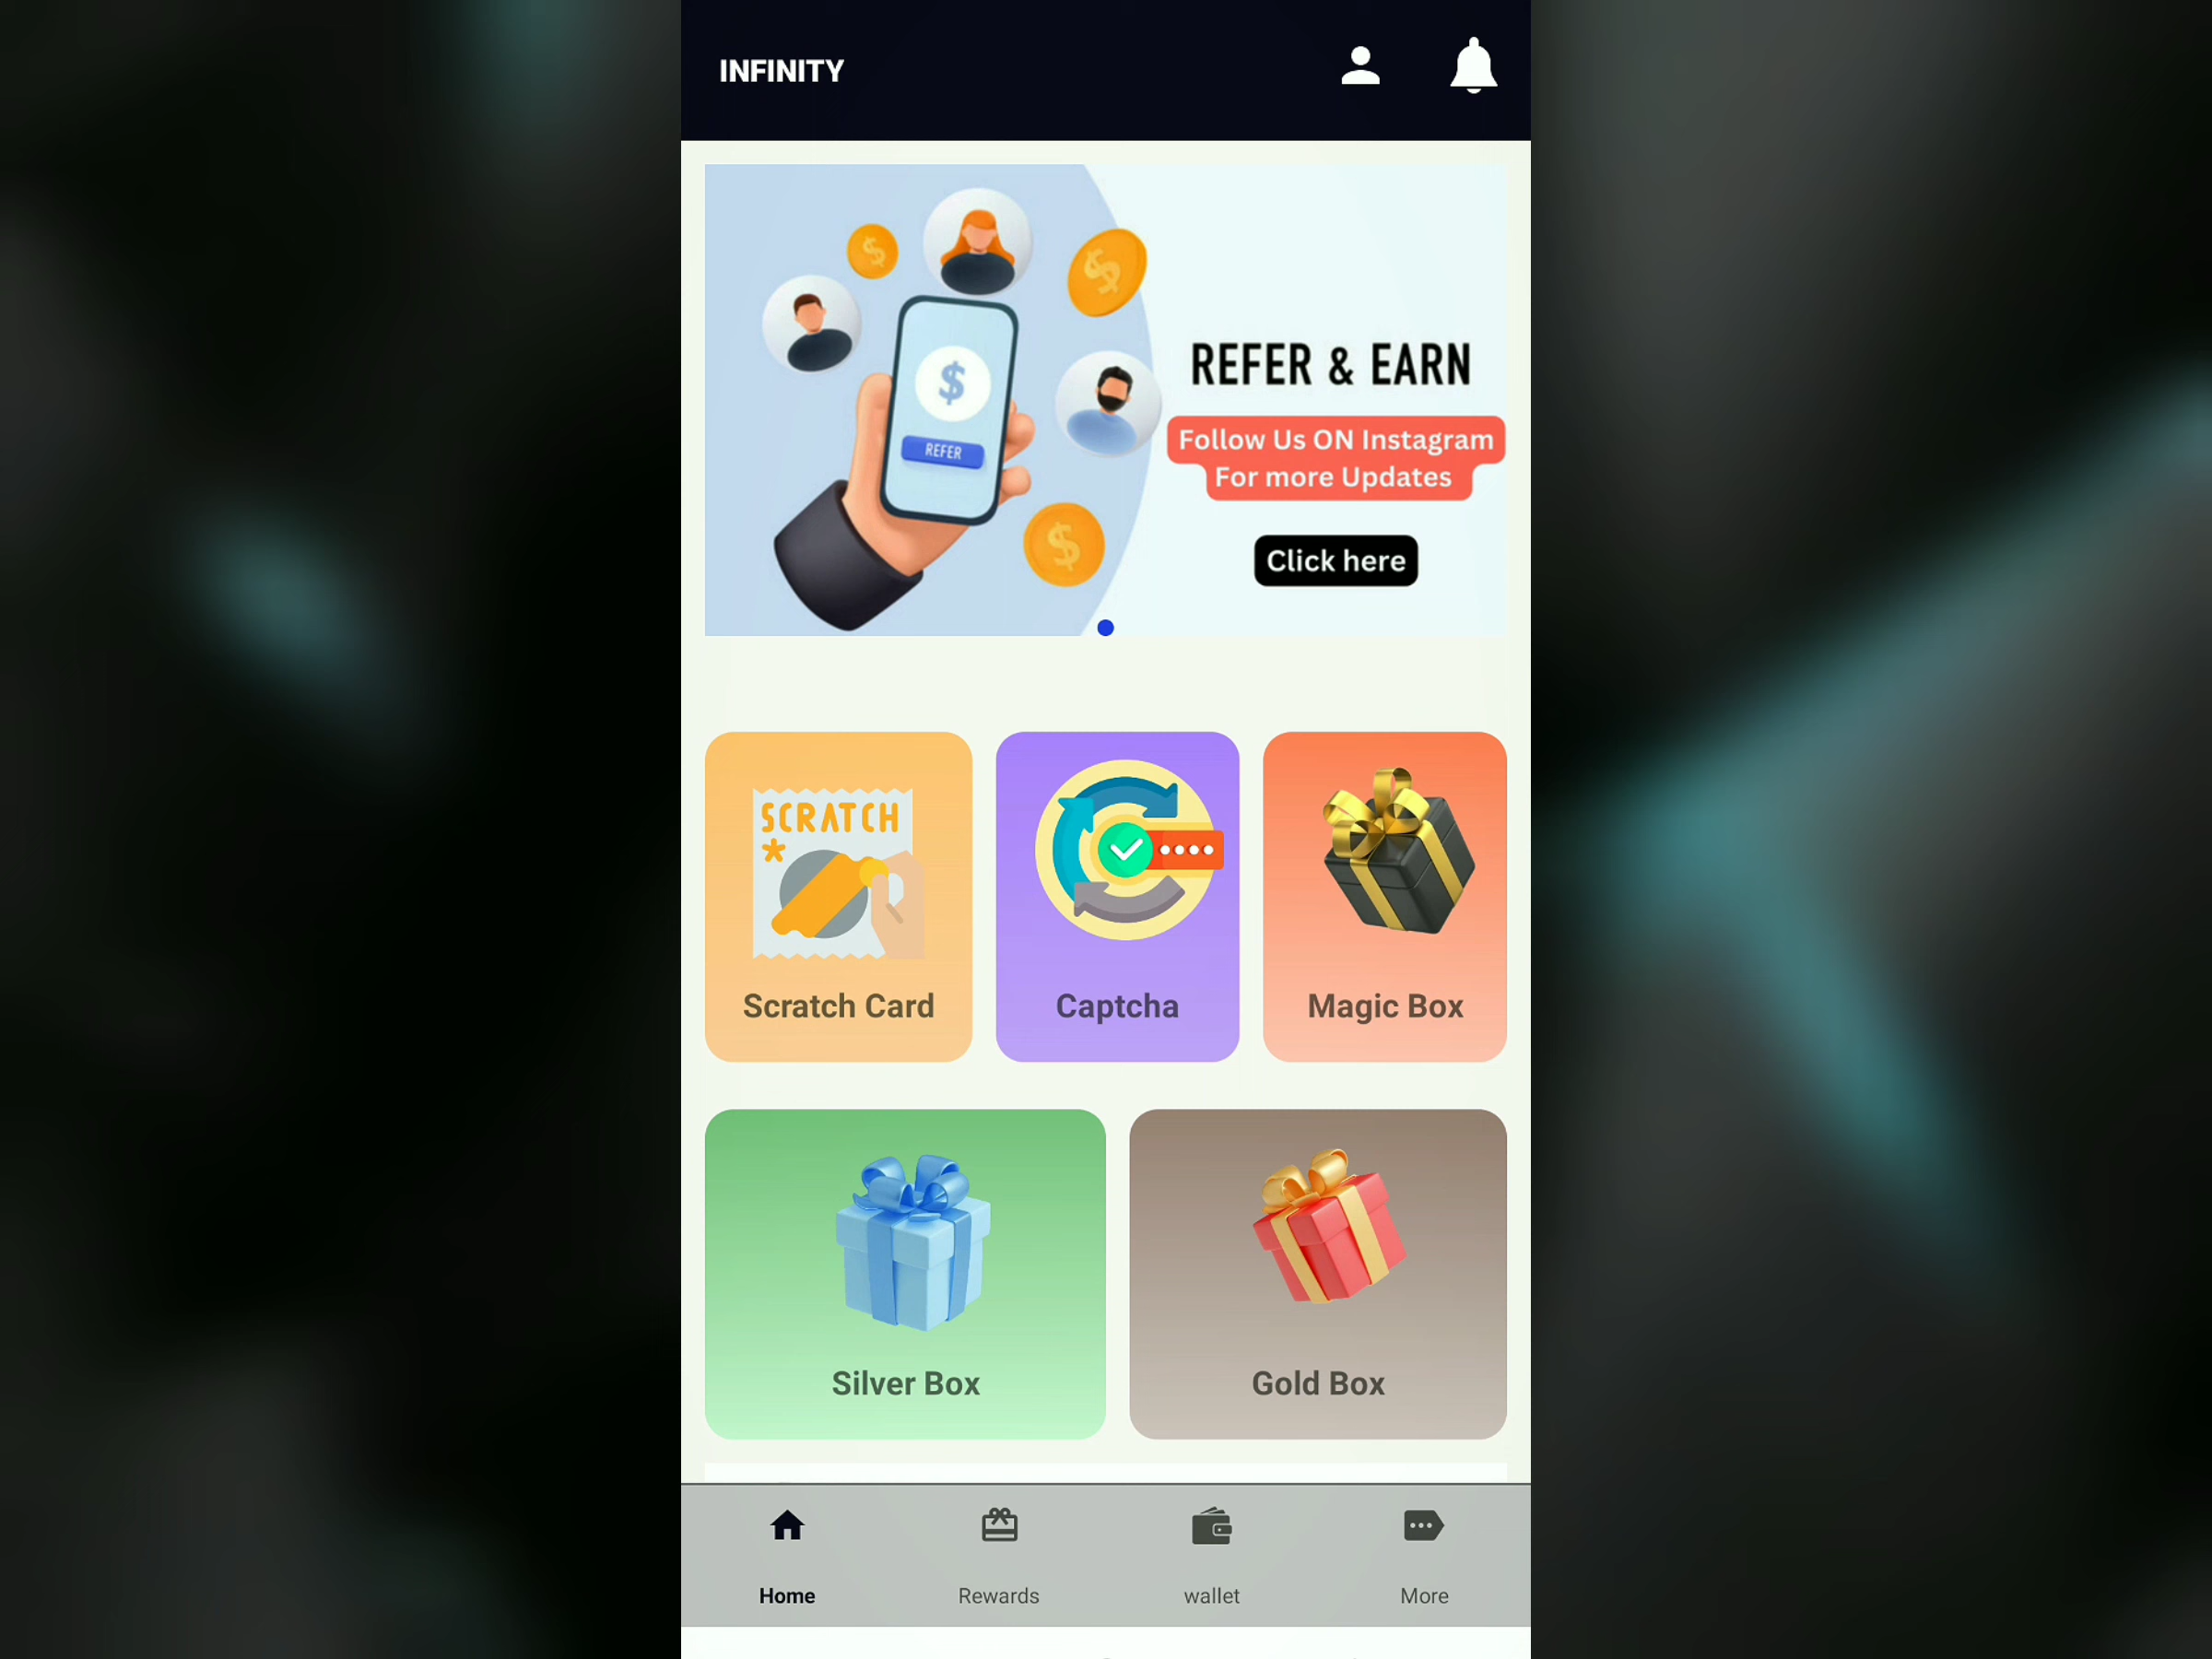 INFINITY
REFER & EARN
Follow Us ON Instagram
For more Updates
REFER
Click here
SCRATCH
Scratch Card
Captcha
Magic Box
Silver Box
Gold Box
Home
Rewards
wallet
More